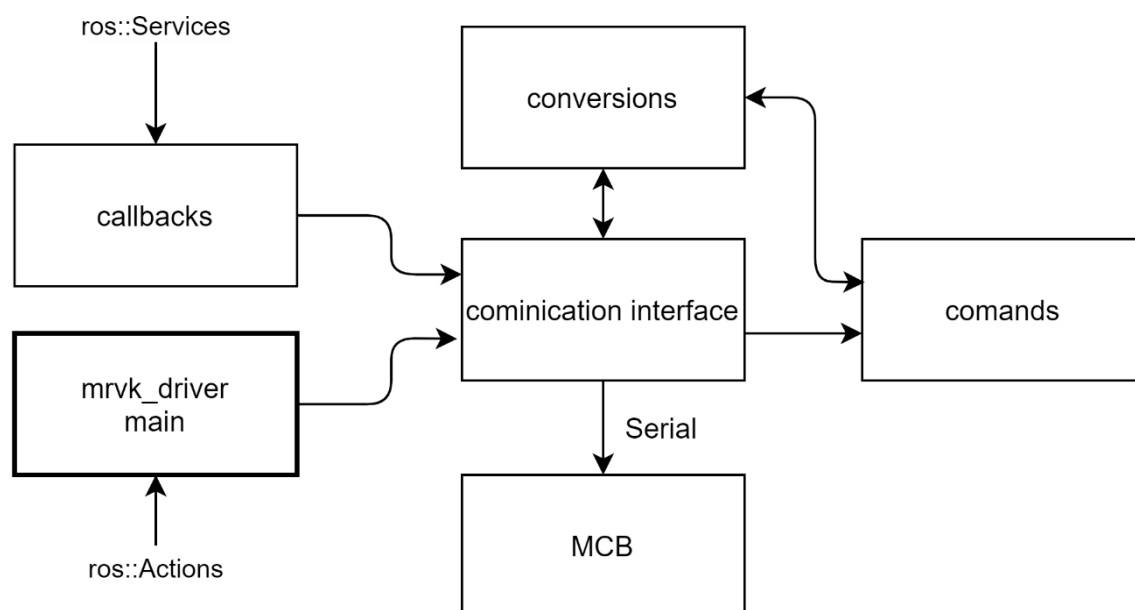 ros::Services
conversions
callbacks
cominication interface
comands
mrvk_driver
main
Serial
MCB
ros::Actions